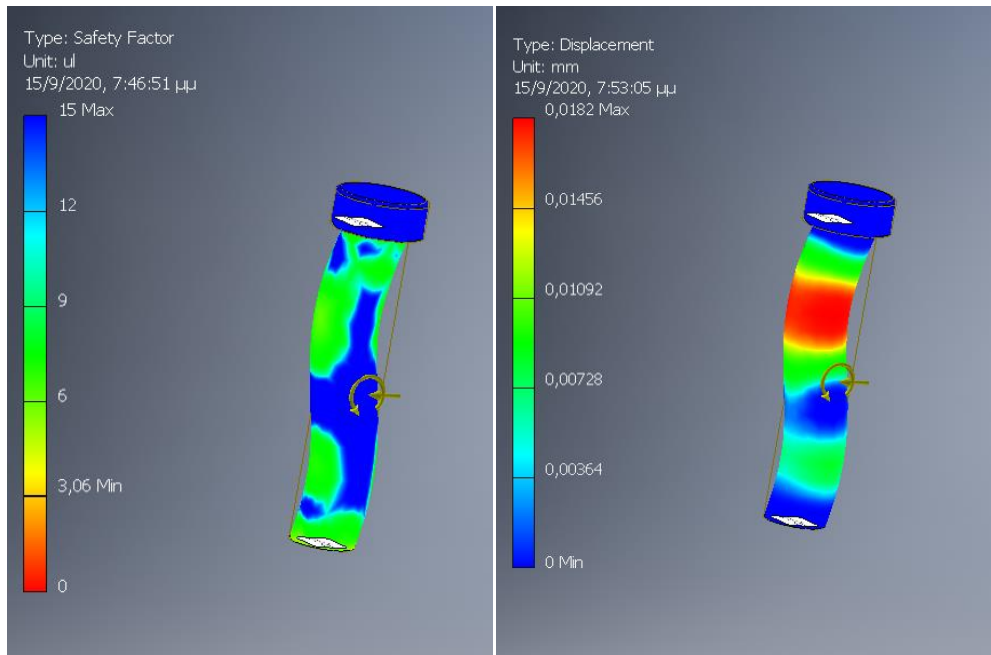 Type: Safety Factor
Unit: ul
15/9/2020, 7:46:51 μμ
15 Max
12
9
6
3,06 Min
0
Type: Displacement
Unit: mm
15/9/2020, 7:53:05 μμ
0,0182 Max
0,01456
0,01092
0,00728
0,00364
0 Min